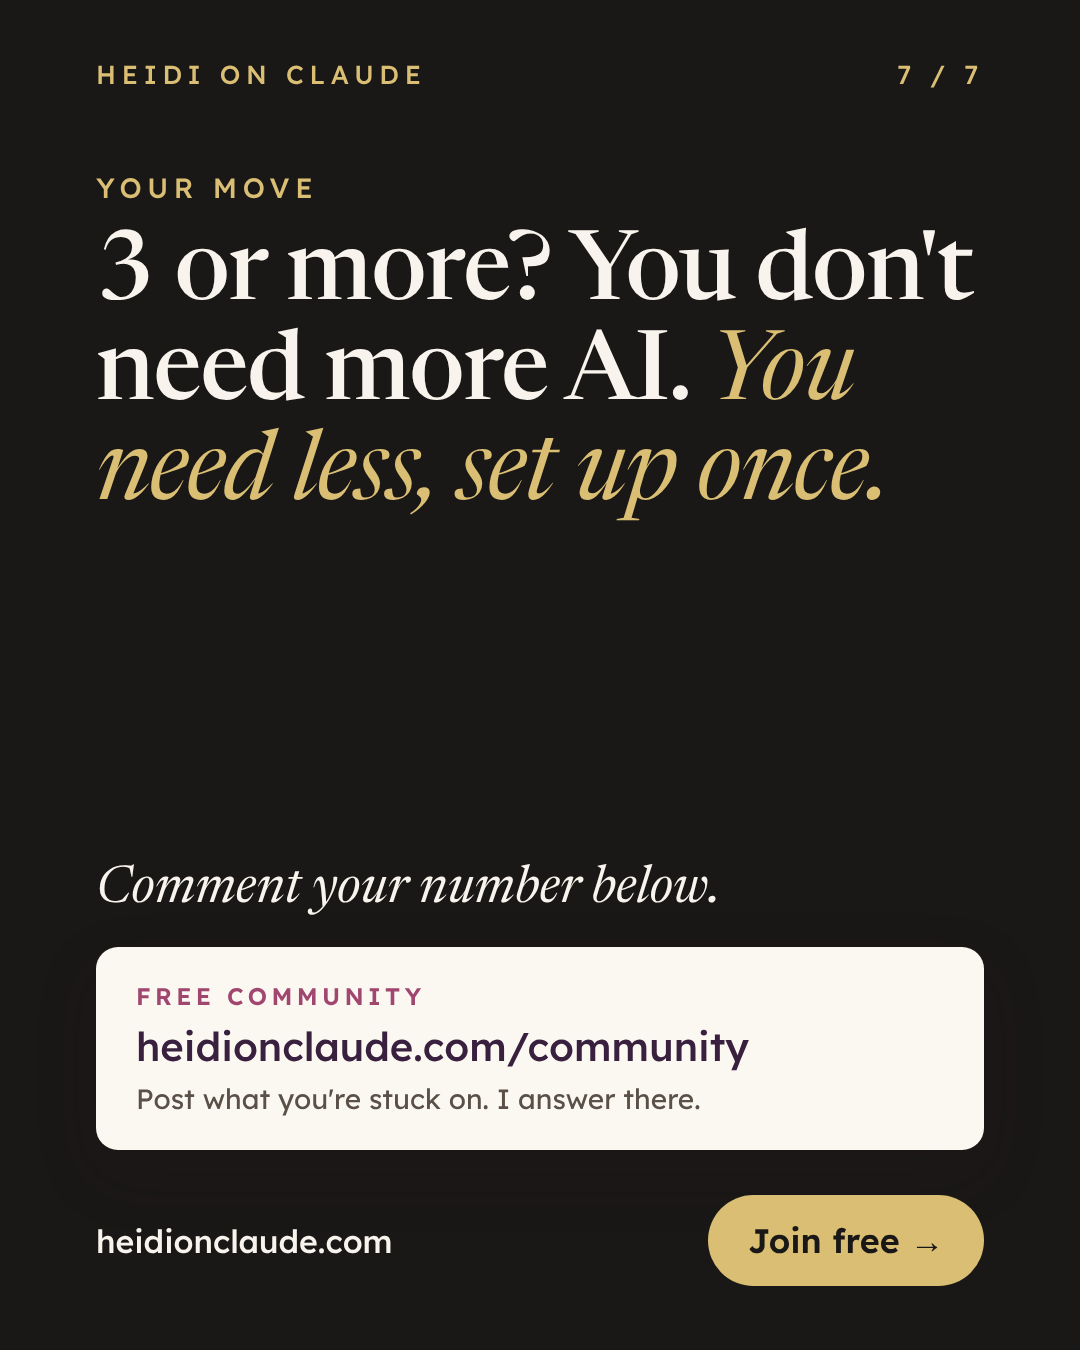 HEIDI ON CLAUDE
7 / 7
YOUR MOVE
3 or more? You don't
need more AI. You
need less, set up once.
Comment your number below.
FREE COMMUNITY
heidionclaude.com/community
Post what you're stuck on. I answer there.
heidionclaude.com
Join free →